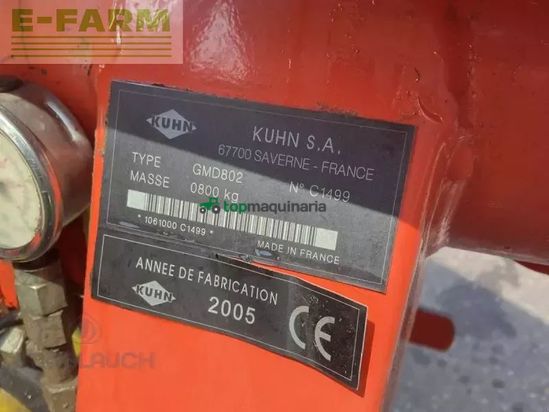 E-FARM
KUHN
KUHN S.A.
67700 SAVERNE - FRANCE
TYPE GMD802 N° C1499
MASSE 0800 kg
topmaquinaria
* 1061000 C1499 *
MADE IN FRANCE
ANNEE DE FABRICATION
KUHN 2005 CE
LAUCH